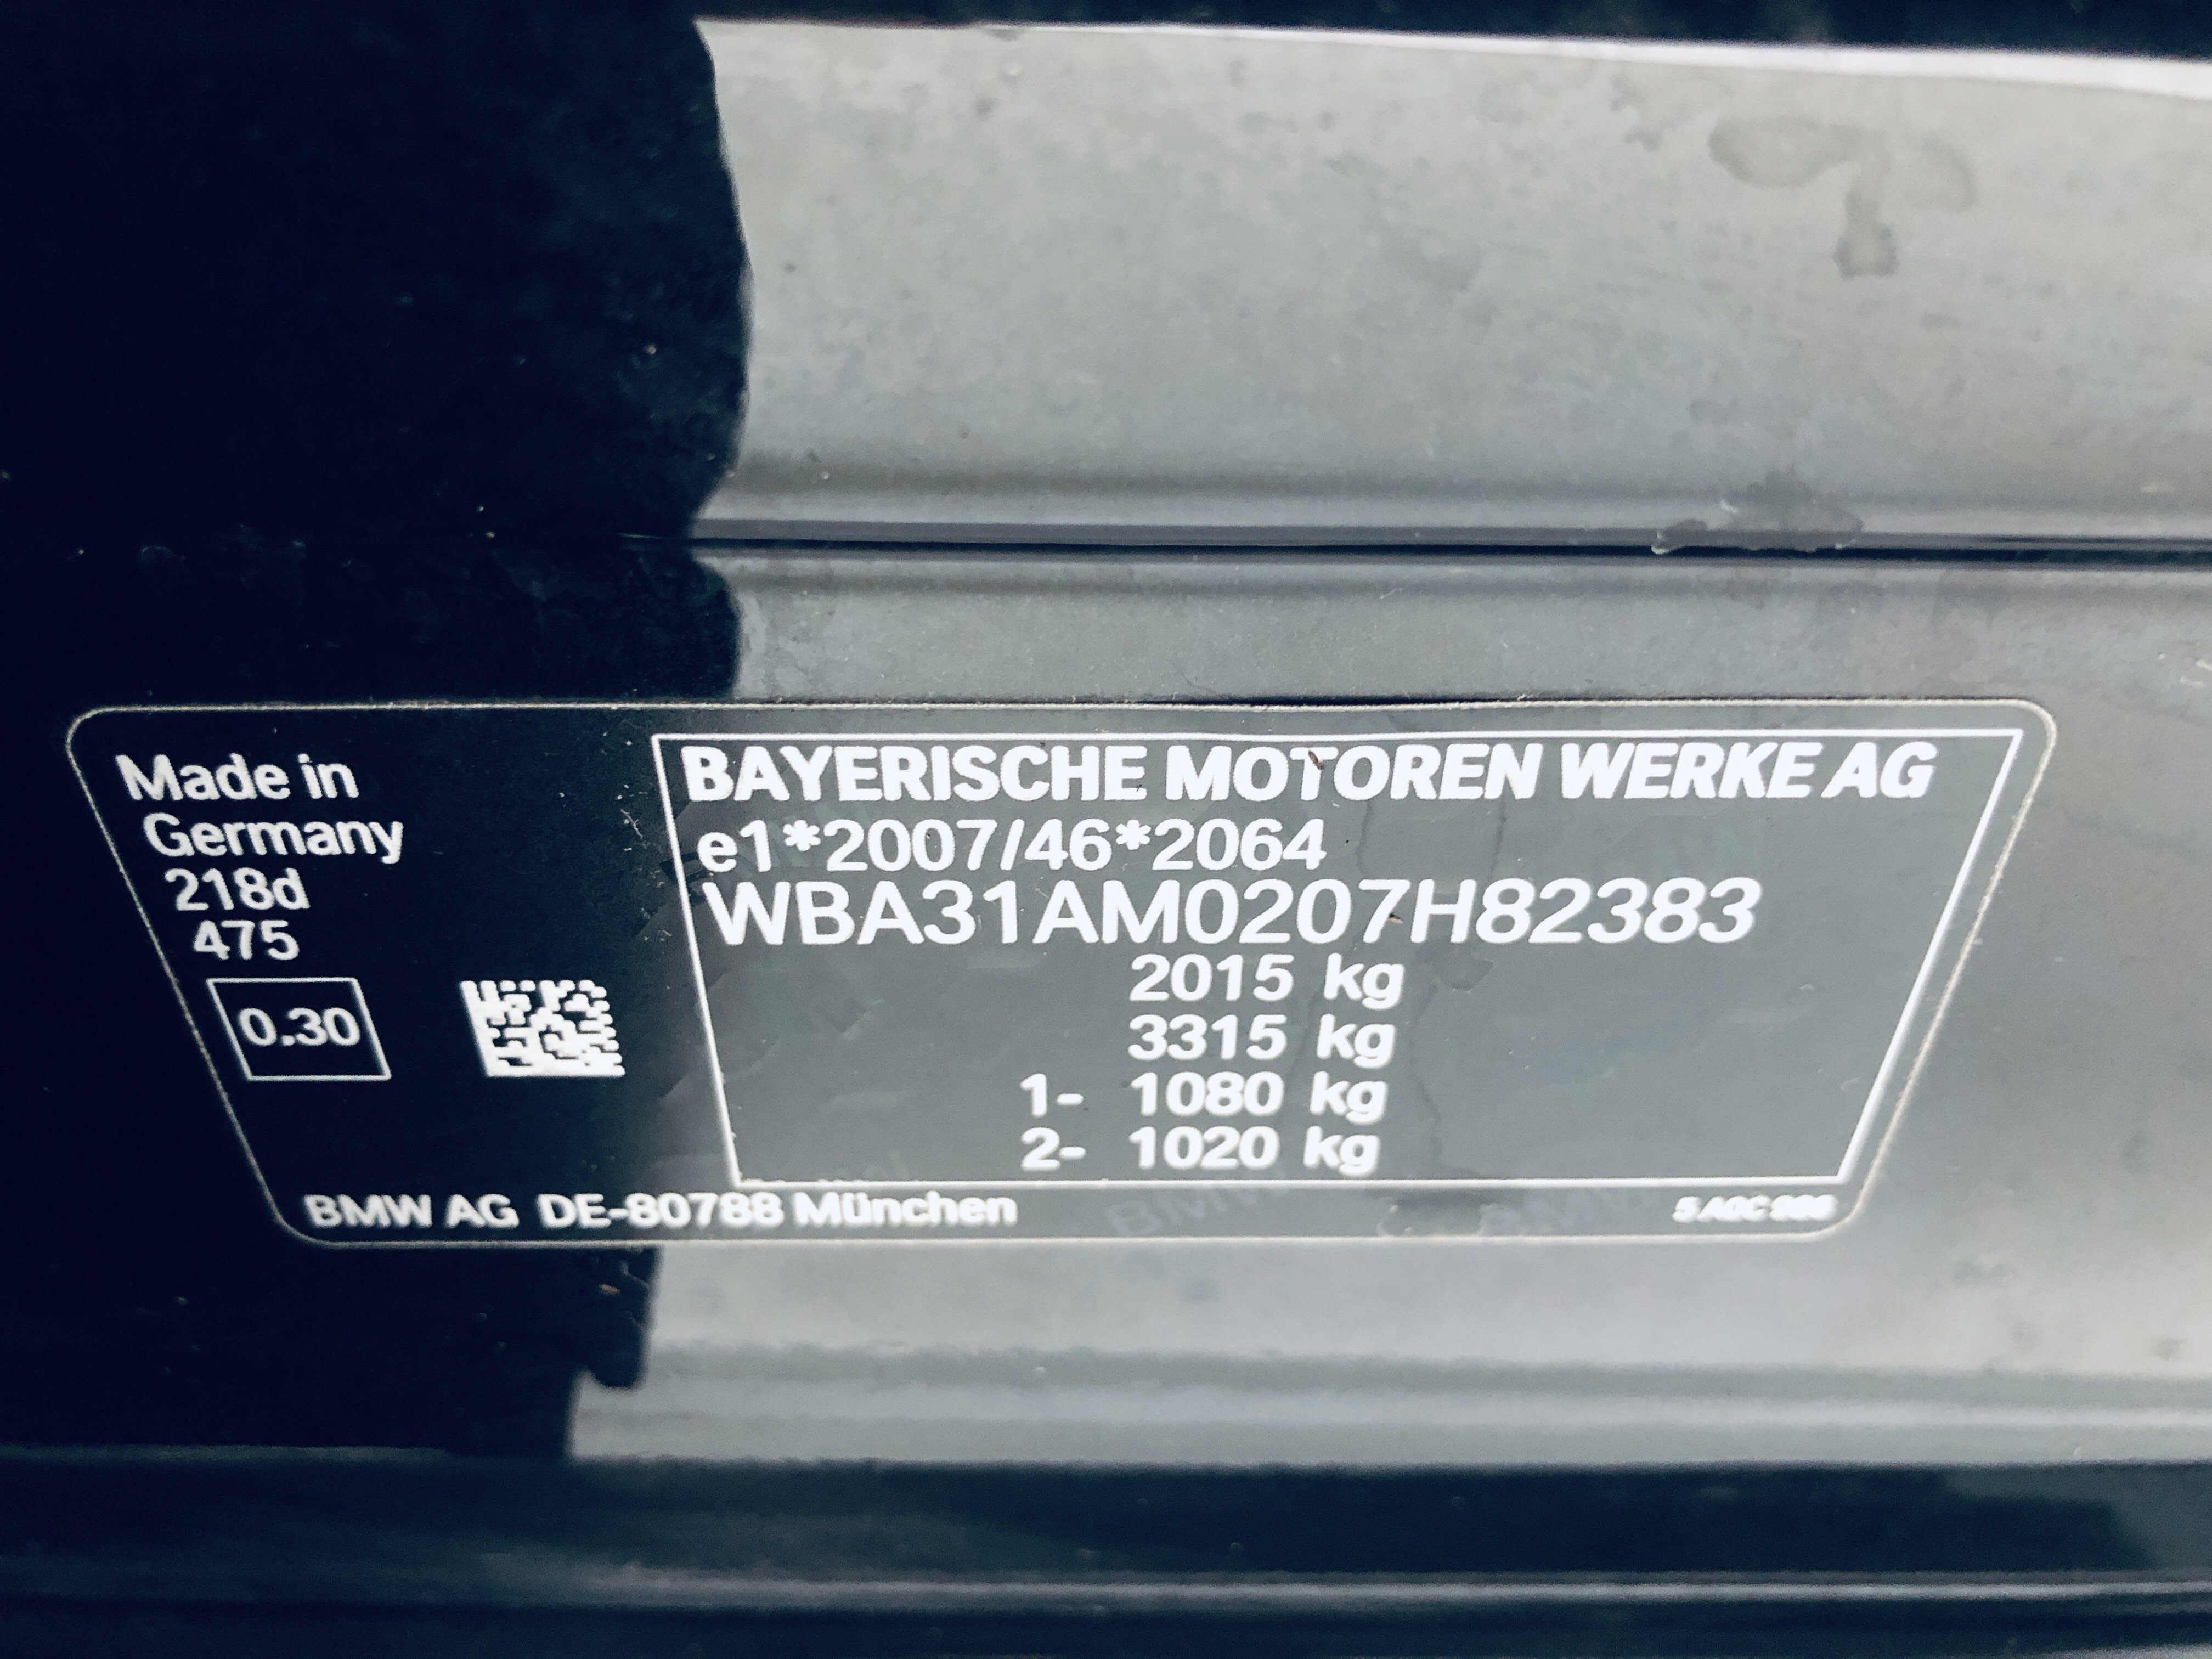 Made in
Germany
218d
475
0.30
BAYERISCHE MOTOREN WERKE AG
e1*2007/46*2064
WBA31AM0207H82383
2015 kg
3315 kg
1- 1080 kg
2- 1020 kg
BMW AG DE-80788 München